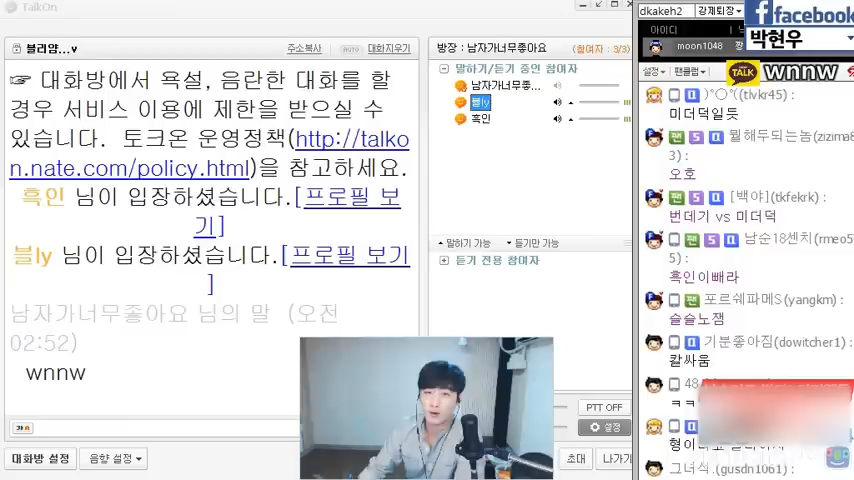 TalkOn
블리얌...v
주소복사
AUTO
대화지우기
☞ 대화방에서 욕설, 음란한 대화를 할
경우 서비스 이용에 제한을 받으실 수
있습니다. 토크온 운영정책(http://talko
n.nate.com/policy.html)을 참고하세요.
흑인 님이 입장하셨습니다.[프로필 보
기]
블ly 님이 입장하셨습니다.[프로필 보기
]
남자가너무좋아요 님의 말 (오전
02:52)
wnnw
가
대화방 설정
음향 설정
방장 : 남자가너무좋아요
(참여자 : 3/3)
말하기/듣기 중인 참여자
남자가너무좋...
블ly
흑인
말하기 가능
듣기만 가능
듣기 전용 참여자
PTT OFF
설정
초대
나가기
dkakeh2
강제퇴장
facebook
박현우
아이디
moon1048
설정
팬클럽
TALK
wnnw
)*○*((tlvkr45) :
미더덕일듯
뭘해두되는놈(zizima8
3) :
오호
[백야](tkfekrk) :
번데기 vs 미더덕
남순18센치(rmeo5
5) :
흑인이빼라
포르쉐파메S(yangkm) :
슬슬노잼
기분좋아짐(dowitcher1) :
칼싸움
48
ㅋㅋ
그녀석.(gusdn1061) :